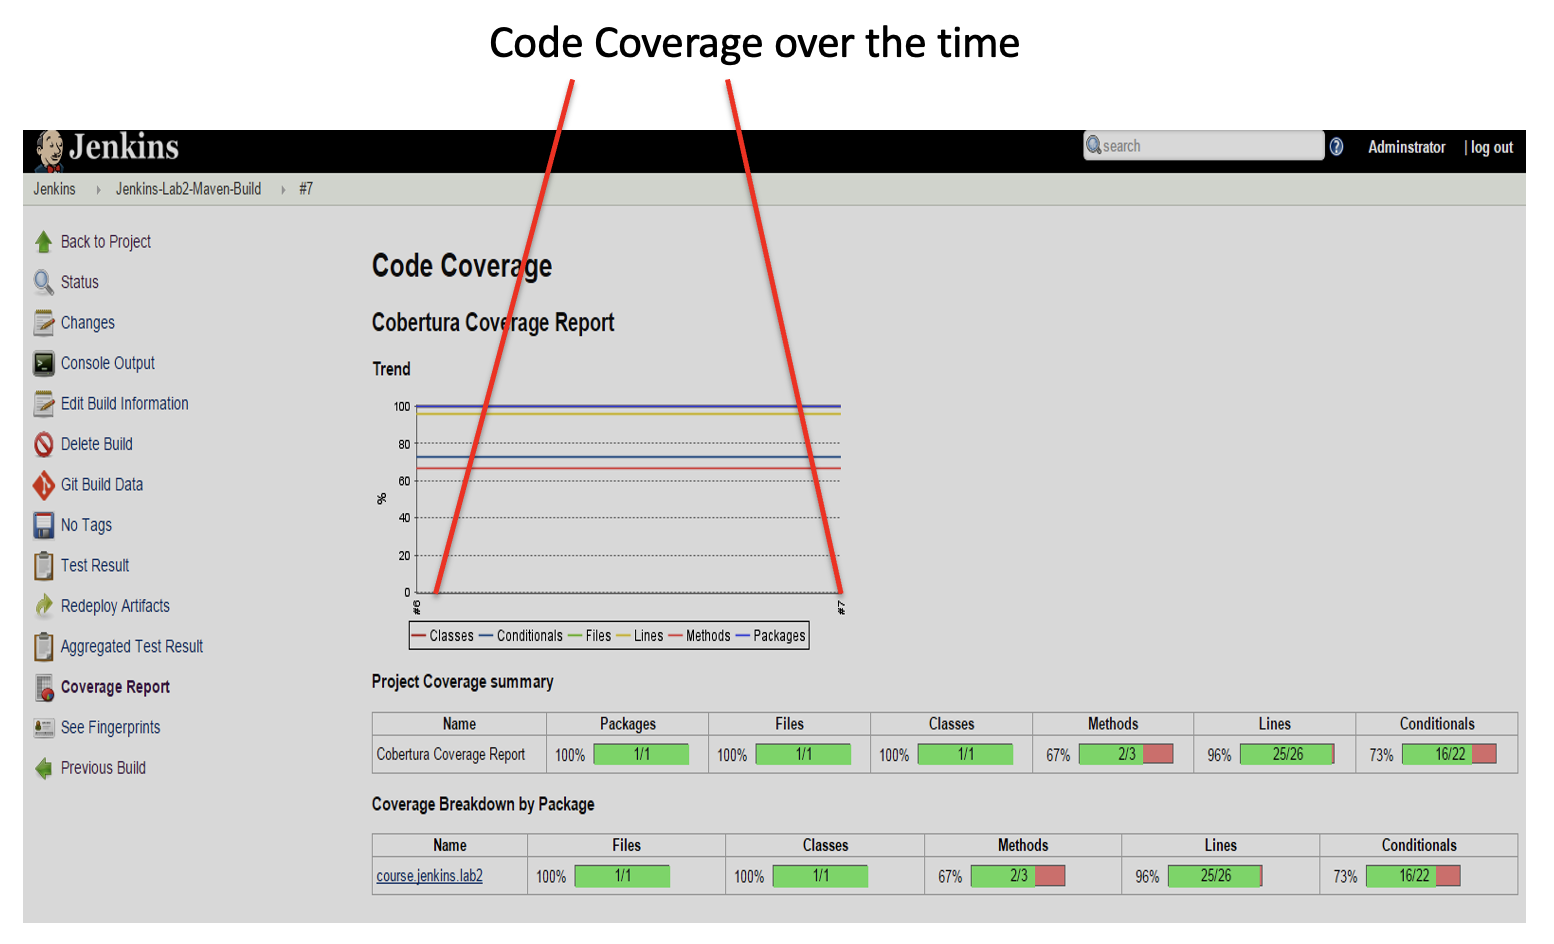 Code Coverage over the time
Jenkins
search
Adminstrator | log out
Jenkins Jenkins-Lab2-Maven-Build #7
Back to Project
Status
Changes
Console Output
Edit Build Information
Delete Build
Git Build Data
No Tags
Test Result
Redeploy Artifacts
Aggregated Test Result
Coverage Report
See Fingerprints
Previous Build
Code Coverage
Cobertura Coverage Report
Trend
100
80
60
40
20
0
%
#6
#7
Classes Conditionals Files Lines Methods Packages
Project Coverage summary
Name Packages Files Classes Methods Lines Conditionals
Cobertura Coverage Report 100% 1/1 100% 1/1 100% 1/1 67% 2/3 96% 25/26 73% 16/22
Coverage Breakdown by Package
Name Files Classes Methods Lines Conditionals
course.jenkins.lab2 100% 1/1 100% 1/1 67% 2/3 96% 25/26 73% 16/22